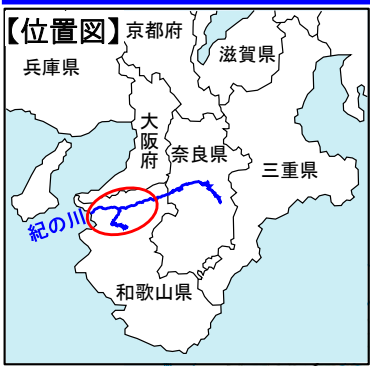 【位置図】
京都府
滋賀県
兵庫県
大阪府
奈良県
三重県
紀の川
和歌山県